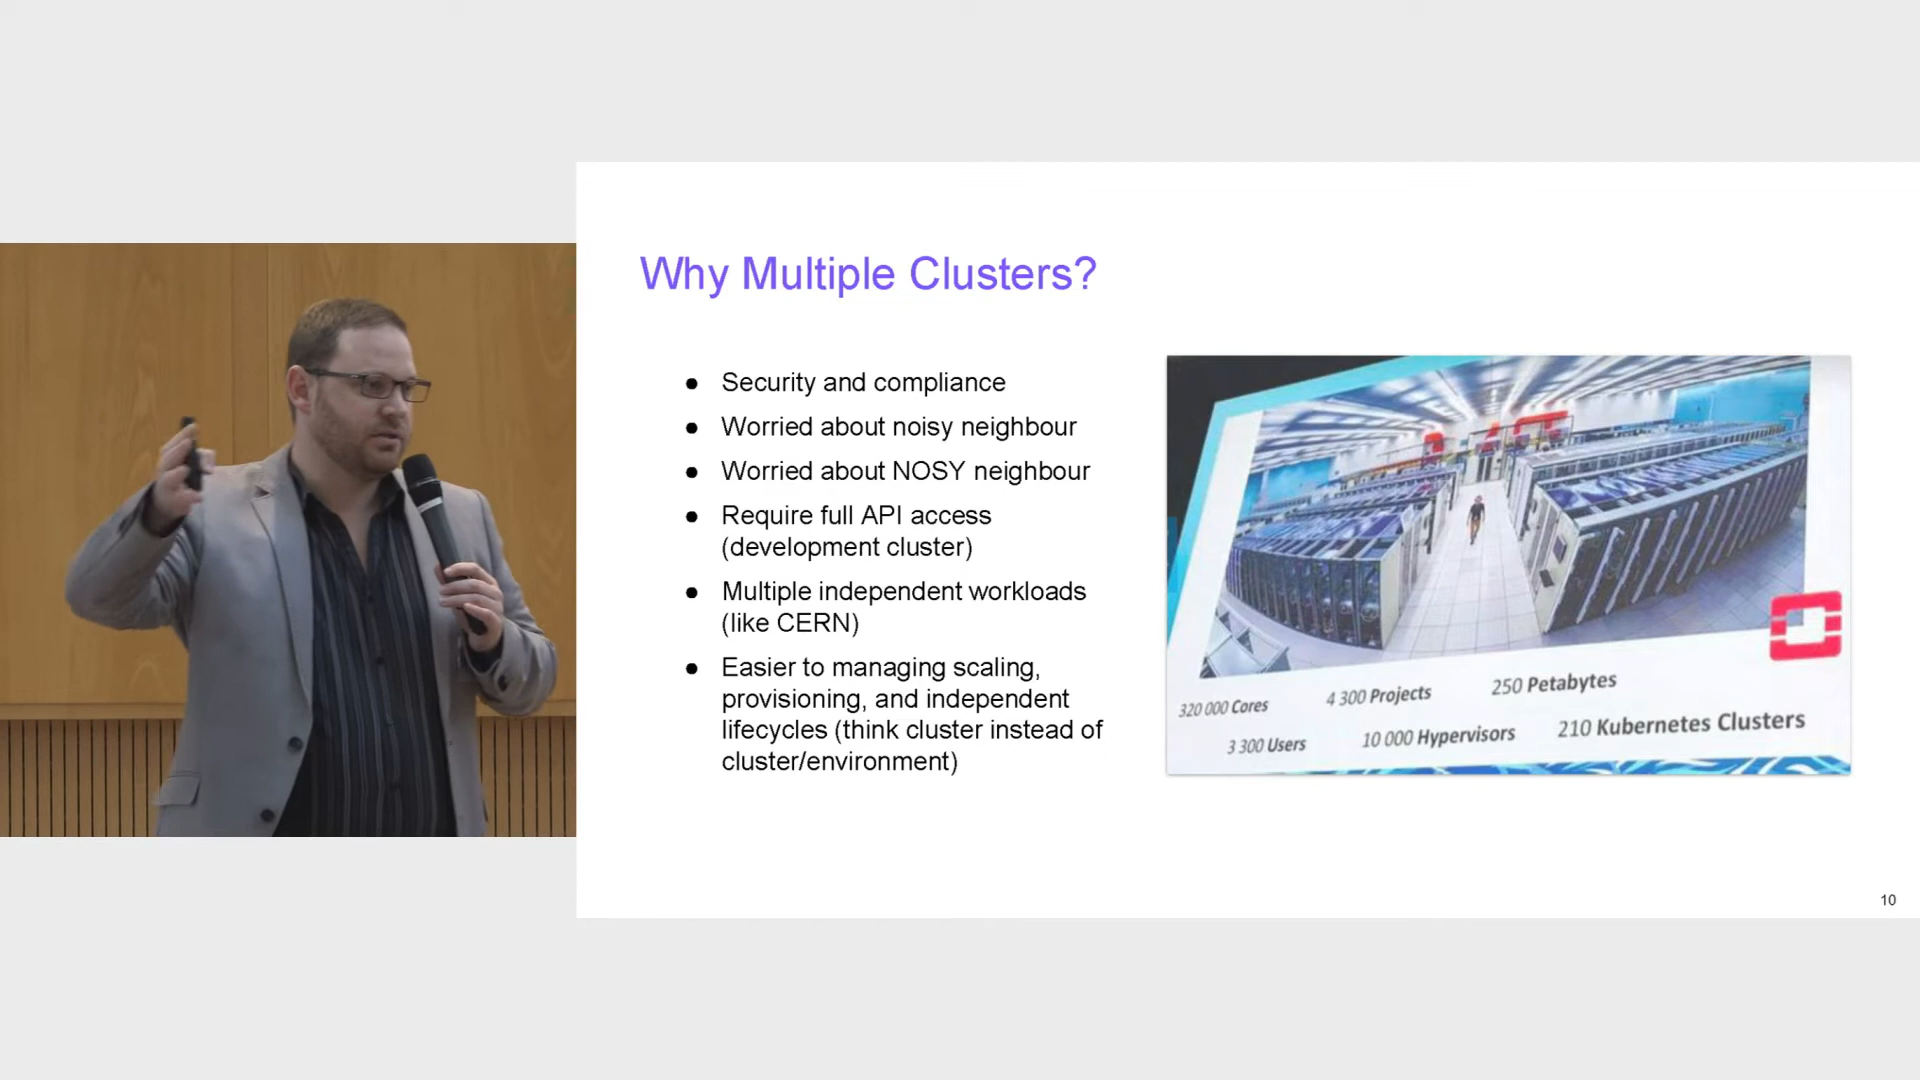 Why Multiple Clusters?
● Security and compliance
● Worried about noisy neighbour
● Worried about NOSY neighbour
● Require full API access
(development cluster)
● Multiple independent workloads
(like CERN)
● Easier to managing scaling,
provisioning, and independent
lifecycles (think cluster instead of
cluster/environment)
320 000 Cores
4 300 Projects
250 Petabytes
3 300 Users
10 000 Hypervisors
210 Kubernetes Clusters
10